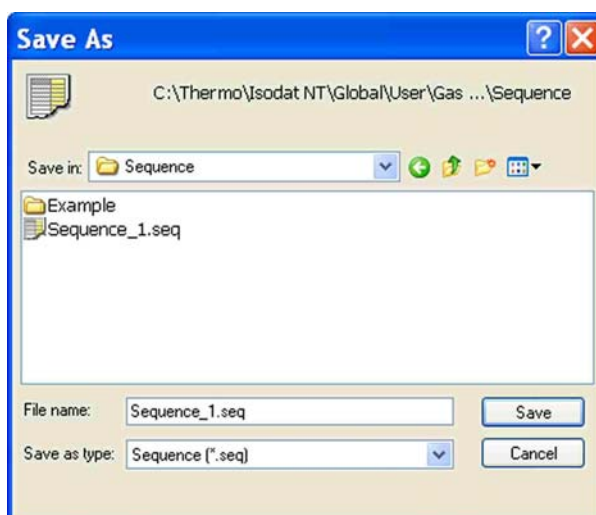 Save As
C:\Thermo\Isodat NT\Global\User\Gas ...\Sequence
Save in: Sequence
Example
Sequence_1.seq
File name: Sequence_1.seq Save
Save as type: Sequence (*.seq) Cancel